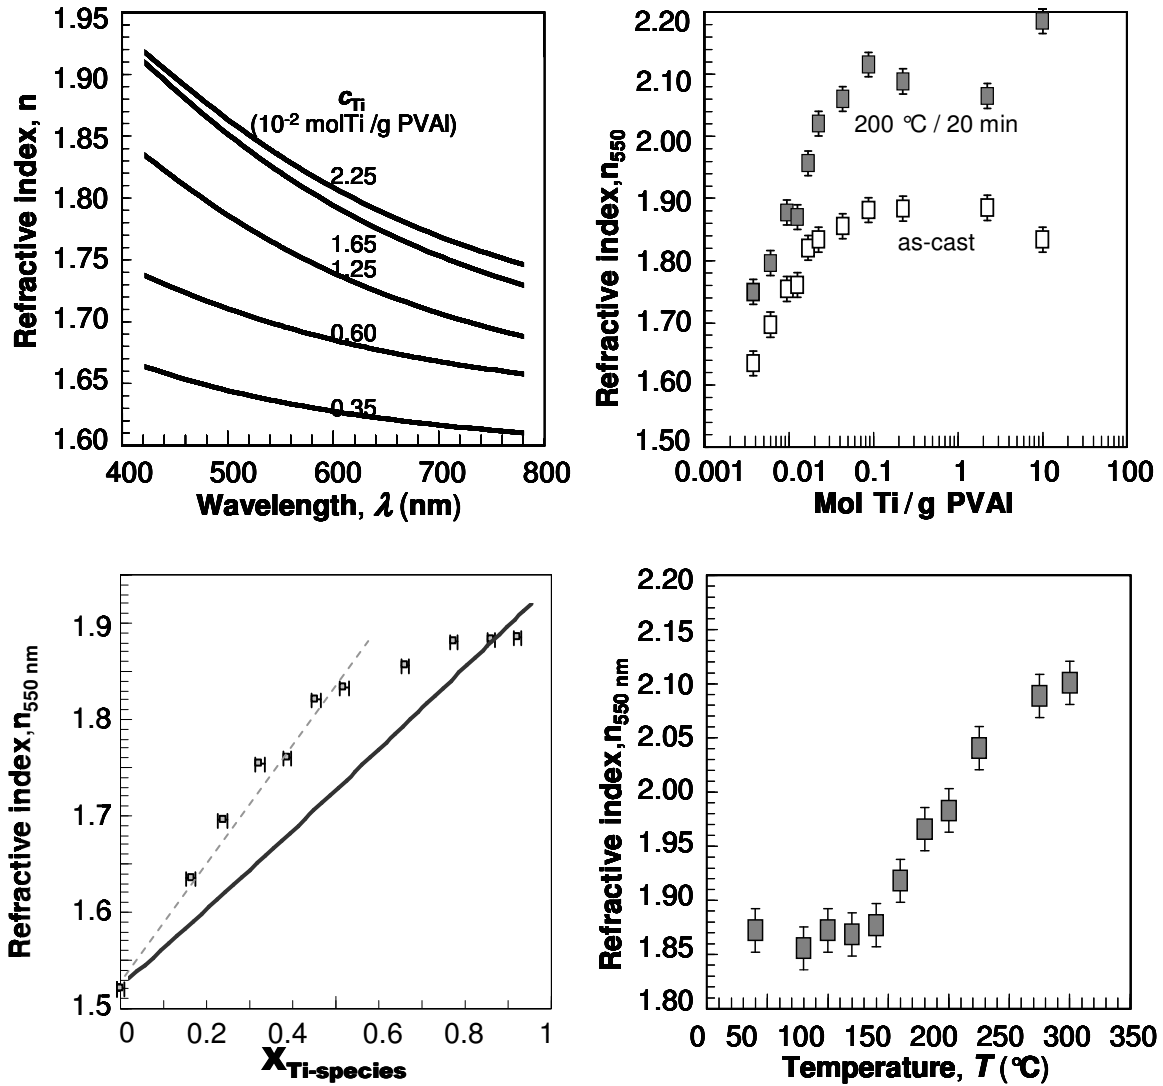 1.95
1.90
1.85
1.80
1.75
1.70
1.65
1.60
Refractive index, n
cTi
(10-2 molTi /g PVAl)
2.25
1.65
1.25
0.60
0.35
400 500 600 700 800
Wavelength, λ (nm)
2.20
2.10
2.00
1.90
1.80
1.70
1.60
1.50
Refractive index,n550
200 °C / 20 min
as-cast
0.001 0.01 0.1 1 10 100
Mol Ti / g PVAl
1.9
1.8
1.7
1.6
1.5
Refractive index,n550 nm
0 0.2 0.4 0.6 0.8 1
XTi-species
2.20
2.15
2.10
2.05
2.00
1.95
1.90
1.85
1.80
Refractive index,n550 nm
0 50 100 150 200 250 300 350
Temperature, T (°C)